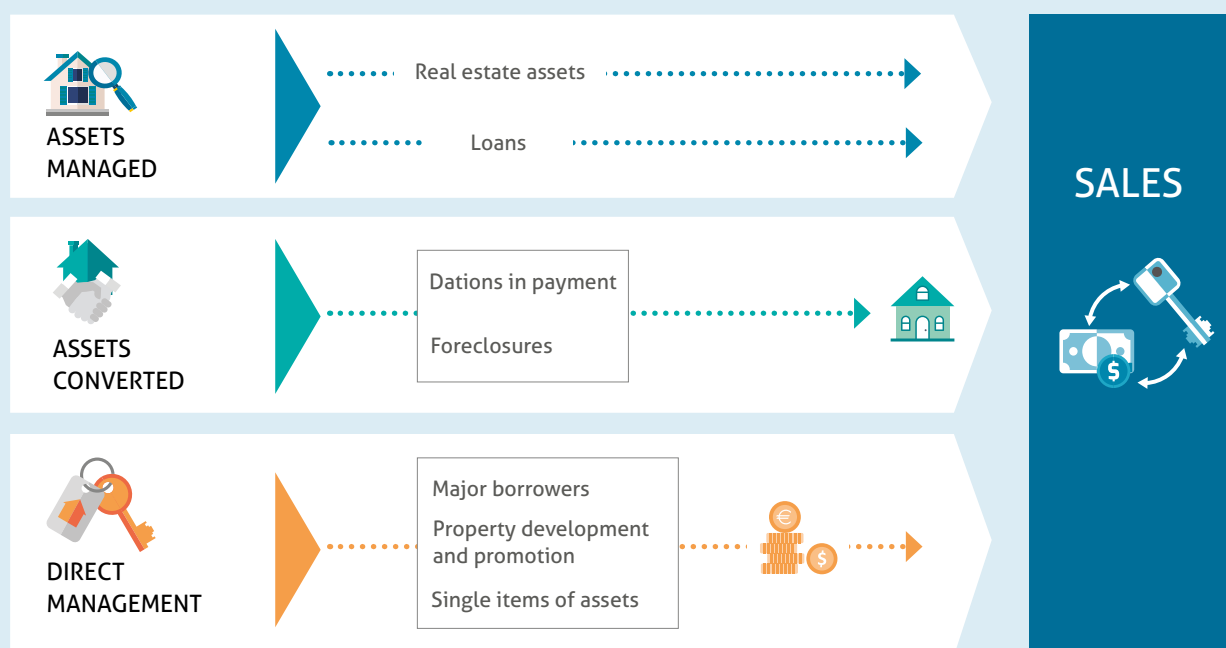 ASSETS
MANAGED
Real estate assets
Loans
ASSETS
CONVERTED
Dations in payment
Foreclosures
DIRECT
MANAGEMENT
Major borrowers
Property development
and promotion
Single items of assets
€
$
SALES
$